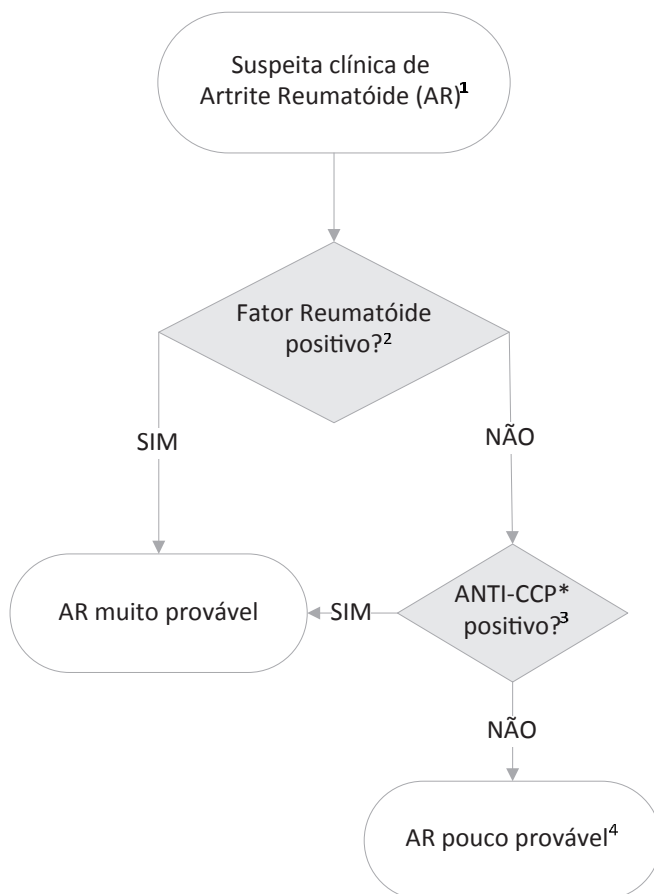 Suspeita clínica de
Artrite Reumatóide (AR)¹
Fator Reumatóide
positivo?²
SIM
NÃO
AR muito provável
SIM
ANTI-CCP*
positivo?³
NÃO
AR pouco provável⁴